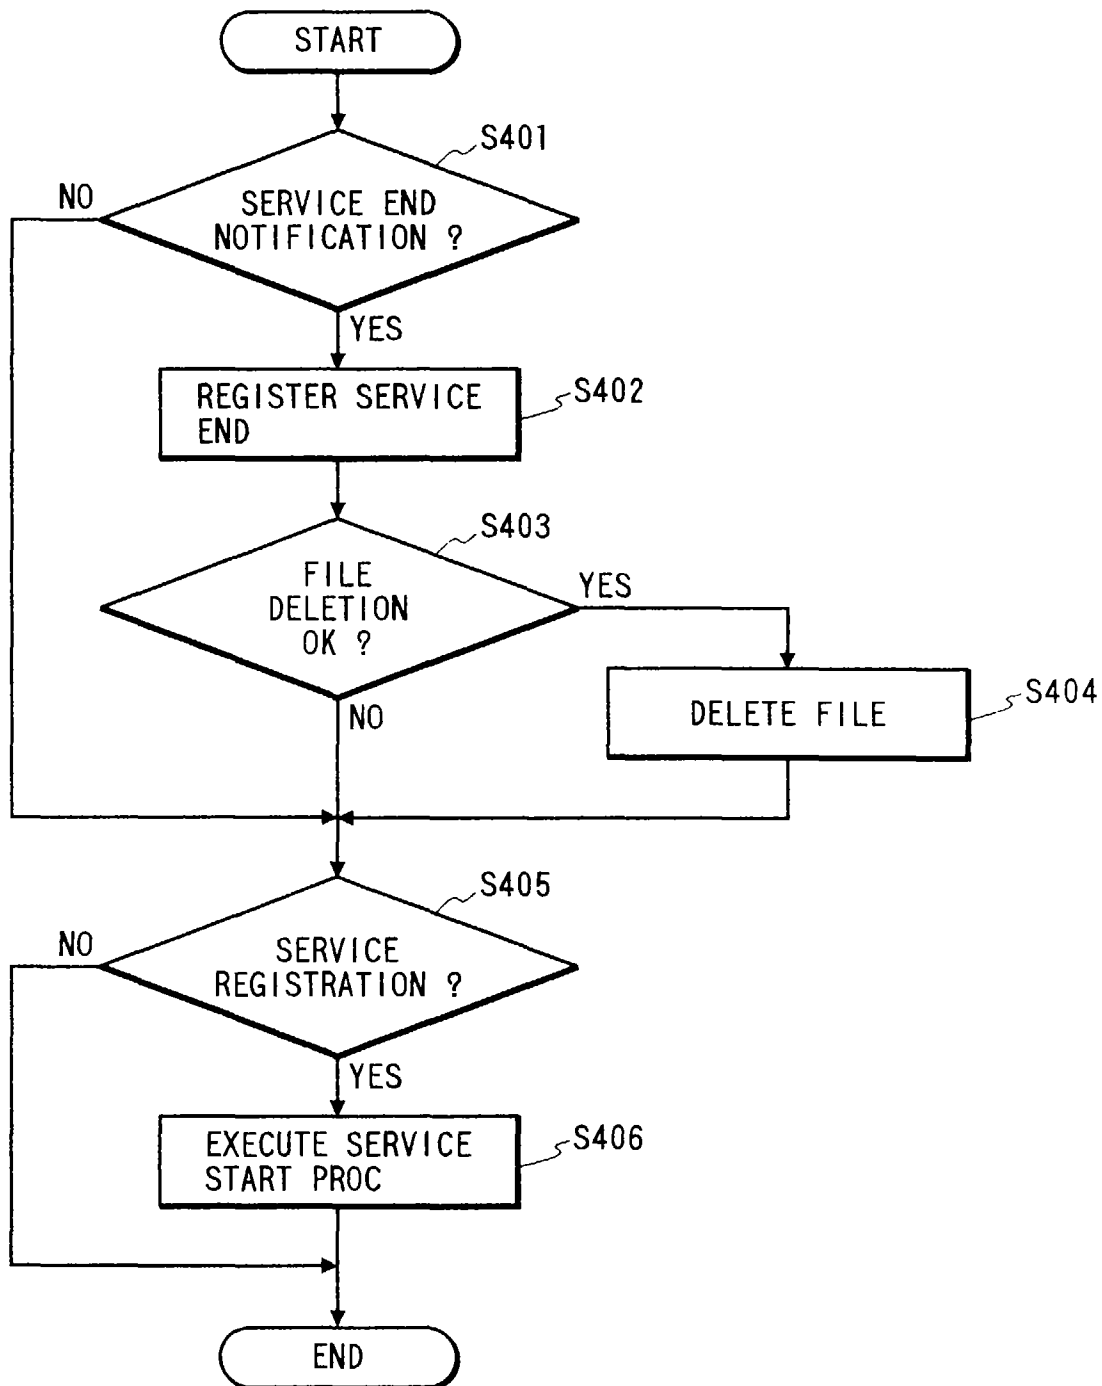 START
S401
NO
SERVICE END
NOTIFICATION ?
YES
REGISTER SERVICE
END
S402
S403
FILE
DELETION
OK ?
YES
NO
DELETE FILE
S404
S405
NO
SERVICE
REGISTRATION ?
YES
EXECUTE SERVICE
START PROC
S406
END